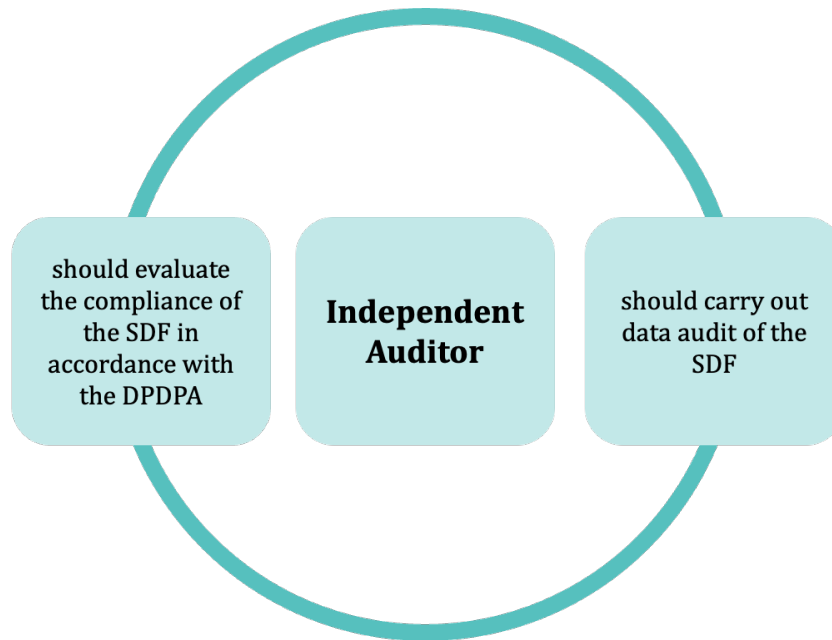 should evaluate
the compliance of
the SDF in
accordance with
the DPDPA
Independent
Auditor
should carry out
data audit of the
SDF